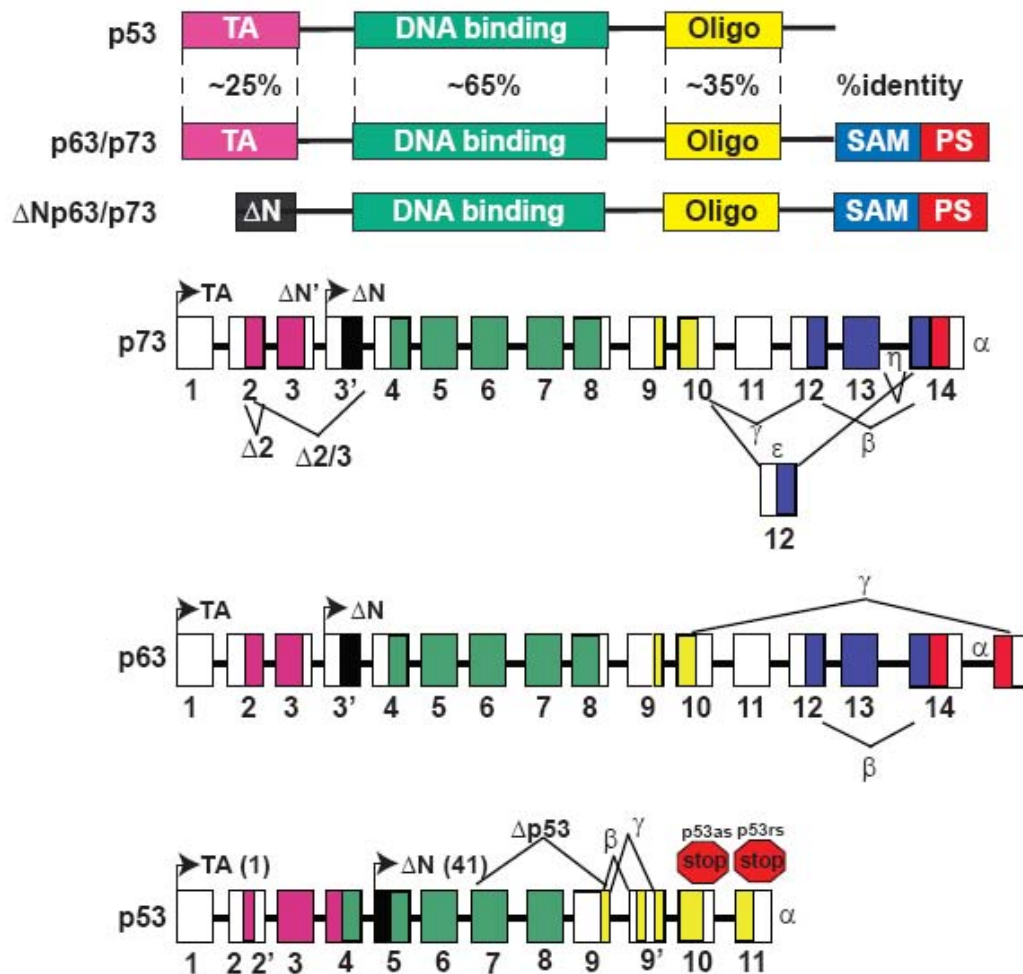 p53 TA DNA binding Oligo
~25% ~65% ~35% %identity
p63/p73 TA DNA binding Oligo SAM PS
ΔNp63/p73 ΔN DNA binding Oligo SAM PS
TA ΔN' ΔN
p73 η α
1 2 3 3' 4 5 6 7 8 9 10 11 12 13 14
Δ2 Δ2/3 γ β
ε
12
γ
TA ΔN
p63 α
1 2 3 3' 4 5 6 7 8 9 10 11 12 13 14
β
Δp53 β γ p53as p53rs
TA (1) ΔN (41) stop stop
p53 α
1 2 2' 3 4 5 6 7 8 9 9' 10 11